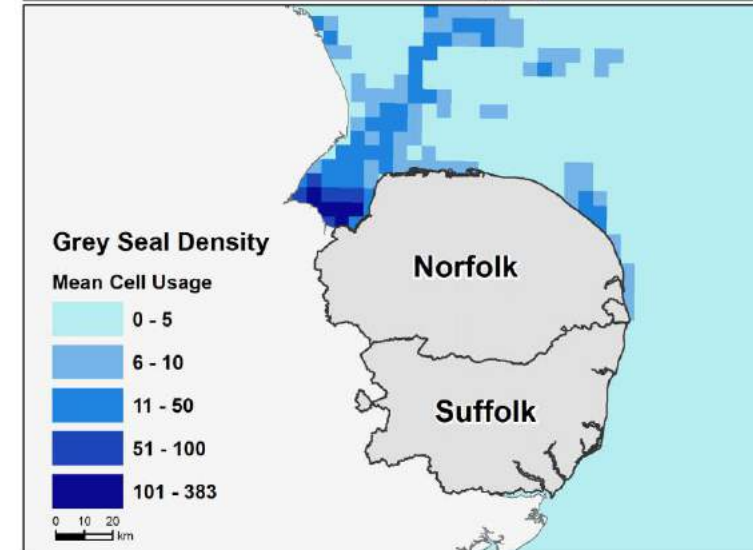 Norfolk
Suffolk
Grey Seal Density
Mean Cell Usage
0 - 5
6 - 10
11 - 50
51 - 100
101 - 383
0 10 20
km